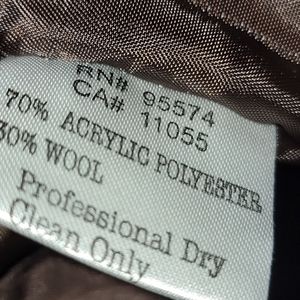 RN# 95574
CA# 11055
70% ACRYLIC POLYESTER
30% WOOL
Professional Dry
Clean Only